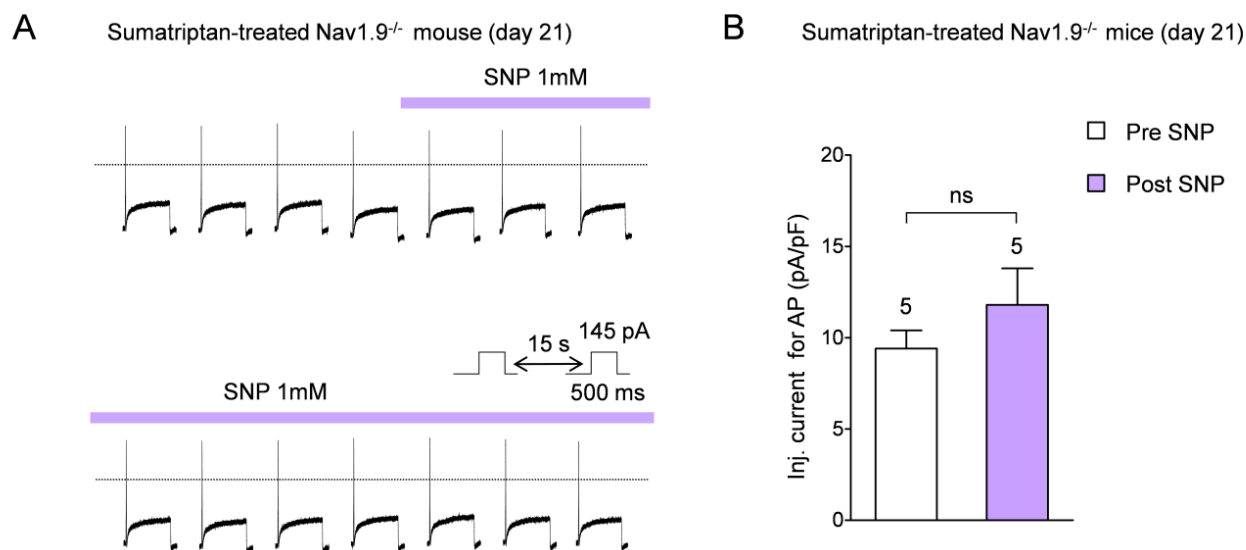 A
Sumatriptan-treated Nav1.9-/- mouse (day 21)
SNP 1mM
15 s
145 pA
500 ms
SNP 1mM
B
Sumatriptan-treated Nav1.9-/- mice (day 21)
Pre SNP
Post SNP
Inj. current for AP (pA/pF)
20
15
10
5
0
ns
5
5